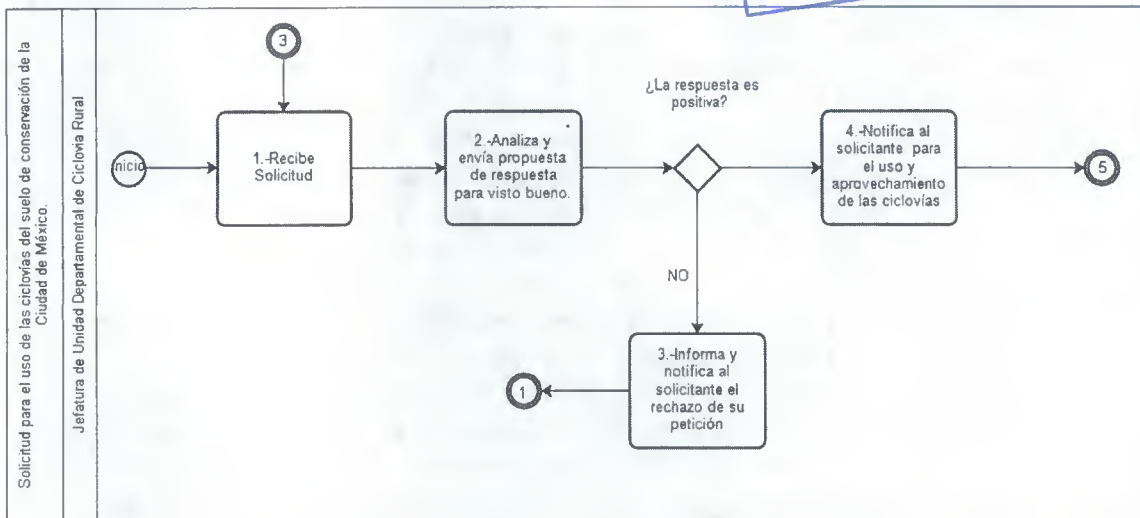 Solicitud para el uso de las ciclovías del suelo de conservación de la
Ciudad de México.
Jefatura de Unidad Departamental de Ciclovía Rural
3
nicio
1.-Recibe
Solicitud
2.-Analiza y
envía propuesta
de respuesta
para visto bueno.
¿La respuesta es
positiva?
4.-Notifica al
solicitante para
el uso y
aprovechamiento
de las ciclovías
5
NO
3.-Informa y
notifica al
solicitante el
rechazo de su
petición
1